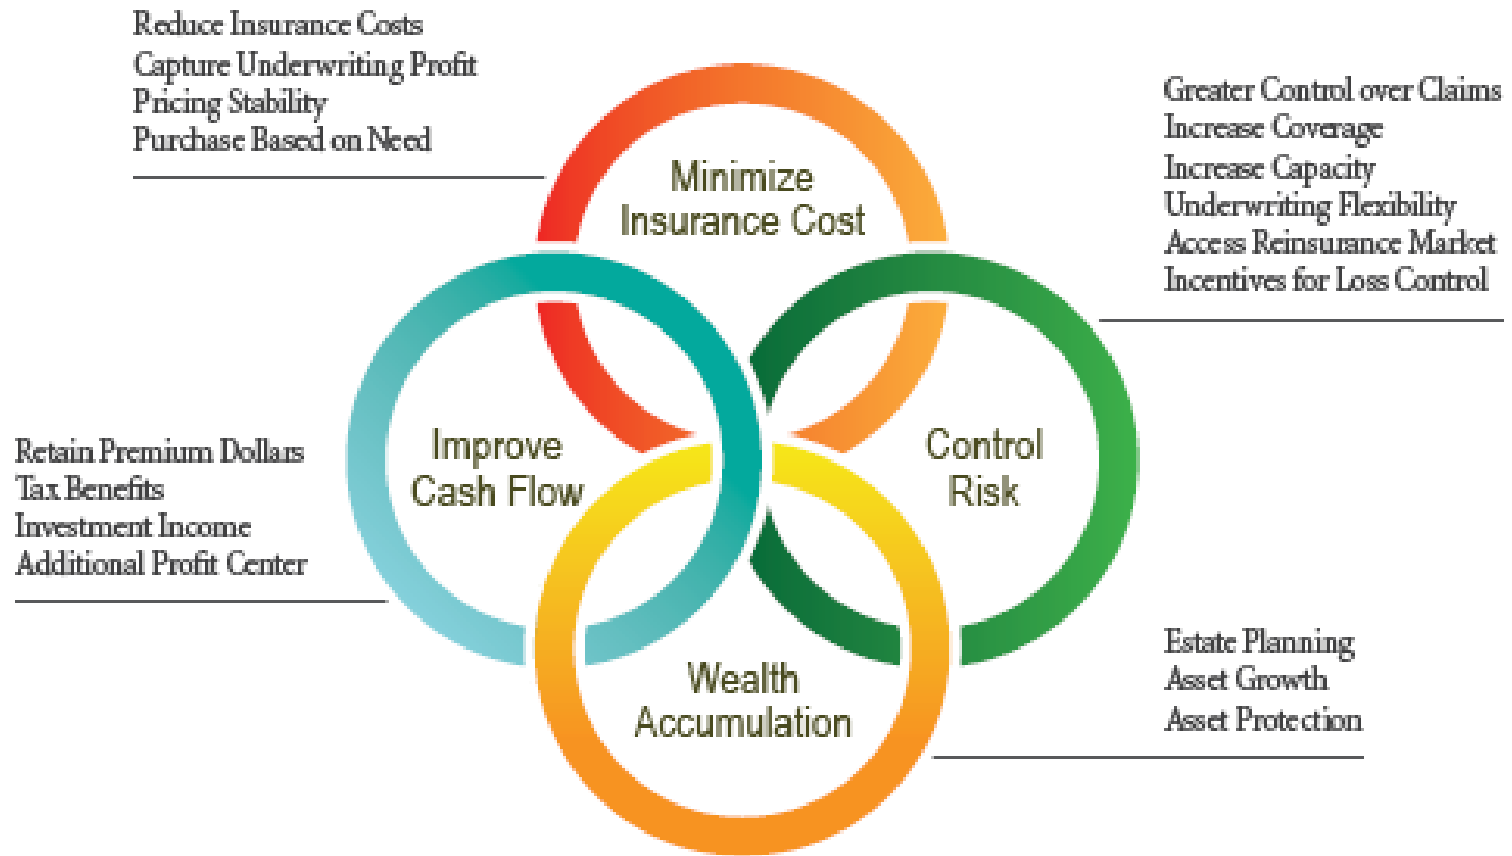 Reduce Insurance Costs
Capture Underwriting Profit
Pricing Stability
Purchase Based on Need
Greater Control over Claims
Increase Coverage
Increase Capacity
Underwriting Flexibility
Access Reinsurance Market
Incentives for Loss Control
Minimize
Insurance Cost
Improve
Cash Flow
Control
Risk
Retain Premium Dollars
Tax Benefits
Investment Income
Additional Profit Center
Wealth
Accumulation
Estate Planning
Asset Growth
Asset Protection